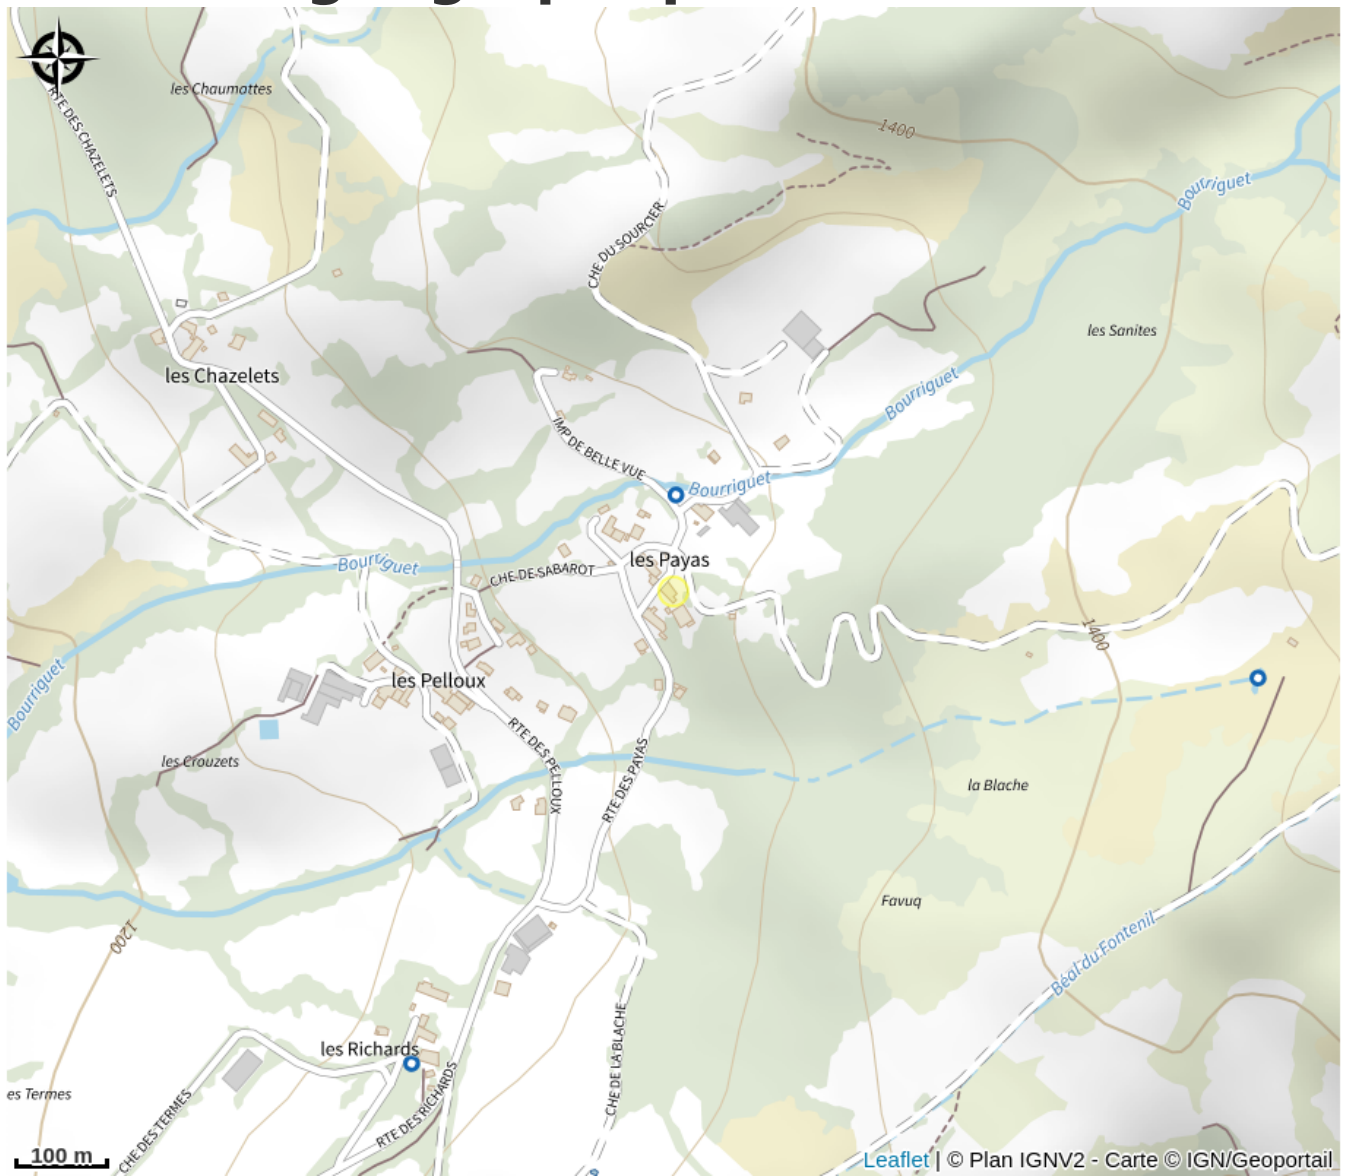 les Chaumattes
1400
RTE DES CHAZELETS
Bourriguet
CHE DU SOURCIER
les Sanites
les Chazelets
Bourriguet
IMP DE BELLE VUE
Bourriguet
les Payas
Bourriguet
CHE DE SABAROT
1400
les Pelloux
Bourriguet
RTE DES PELLOUX
les Crouzets
RTE DES PAYAS
la Blache
Favuq
1200
Béal du Fontenil
les Richards
CHE DE LA BLACHE
es Termes
CHE DES TERMES
RTE DES RICHARDS
100 m
Leaflet | © Plan IGNV2 - Carte © IGN/Geoportail